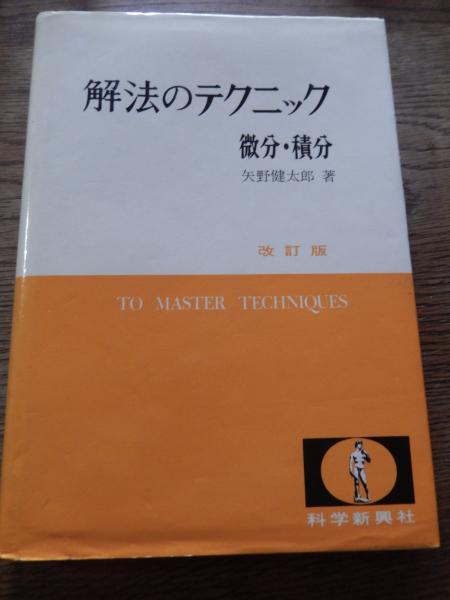 解法のテクニック
微分・積分
矢野健太郎 著
改訂版
TO MASTER TECHNIQUES
科学新興社